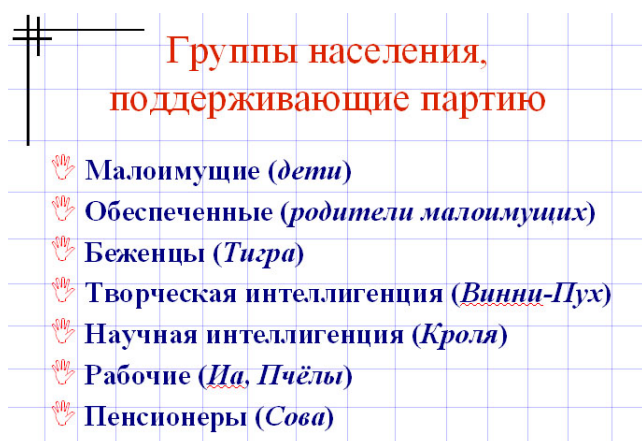 Группы населения,
поддерживающие партию
Малоимущие (дети)
Обеспеченные (родители малоимущих)
Беженцы (Тигра)
Творческая интеллигенция (Винни-Пух)
Научная интеллигенция (Кроля)
Рабочие (Иа, Пчёлы)
Пенсионеры (Сова)